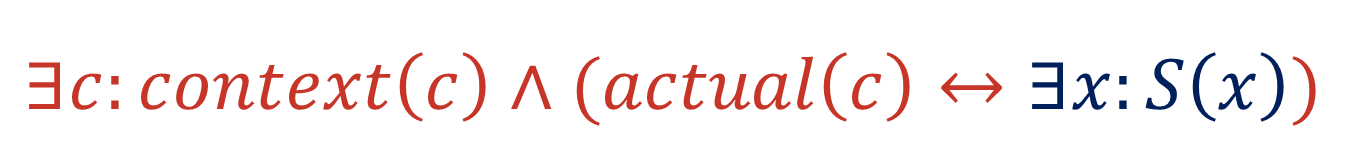 ∃c: context(c) ∧ (actual(c) ↔ ∃x: S(x))